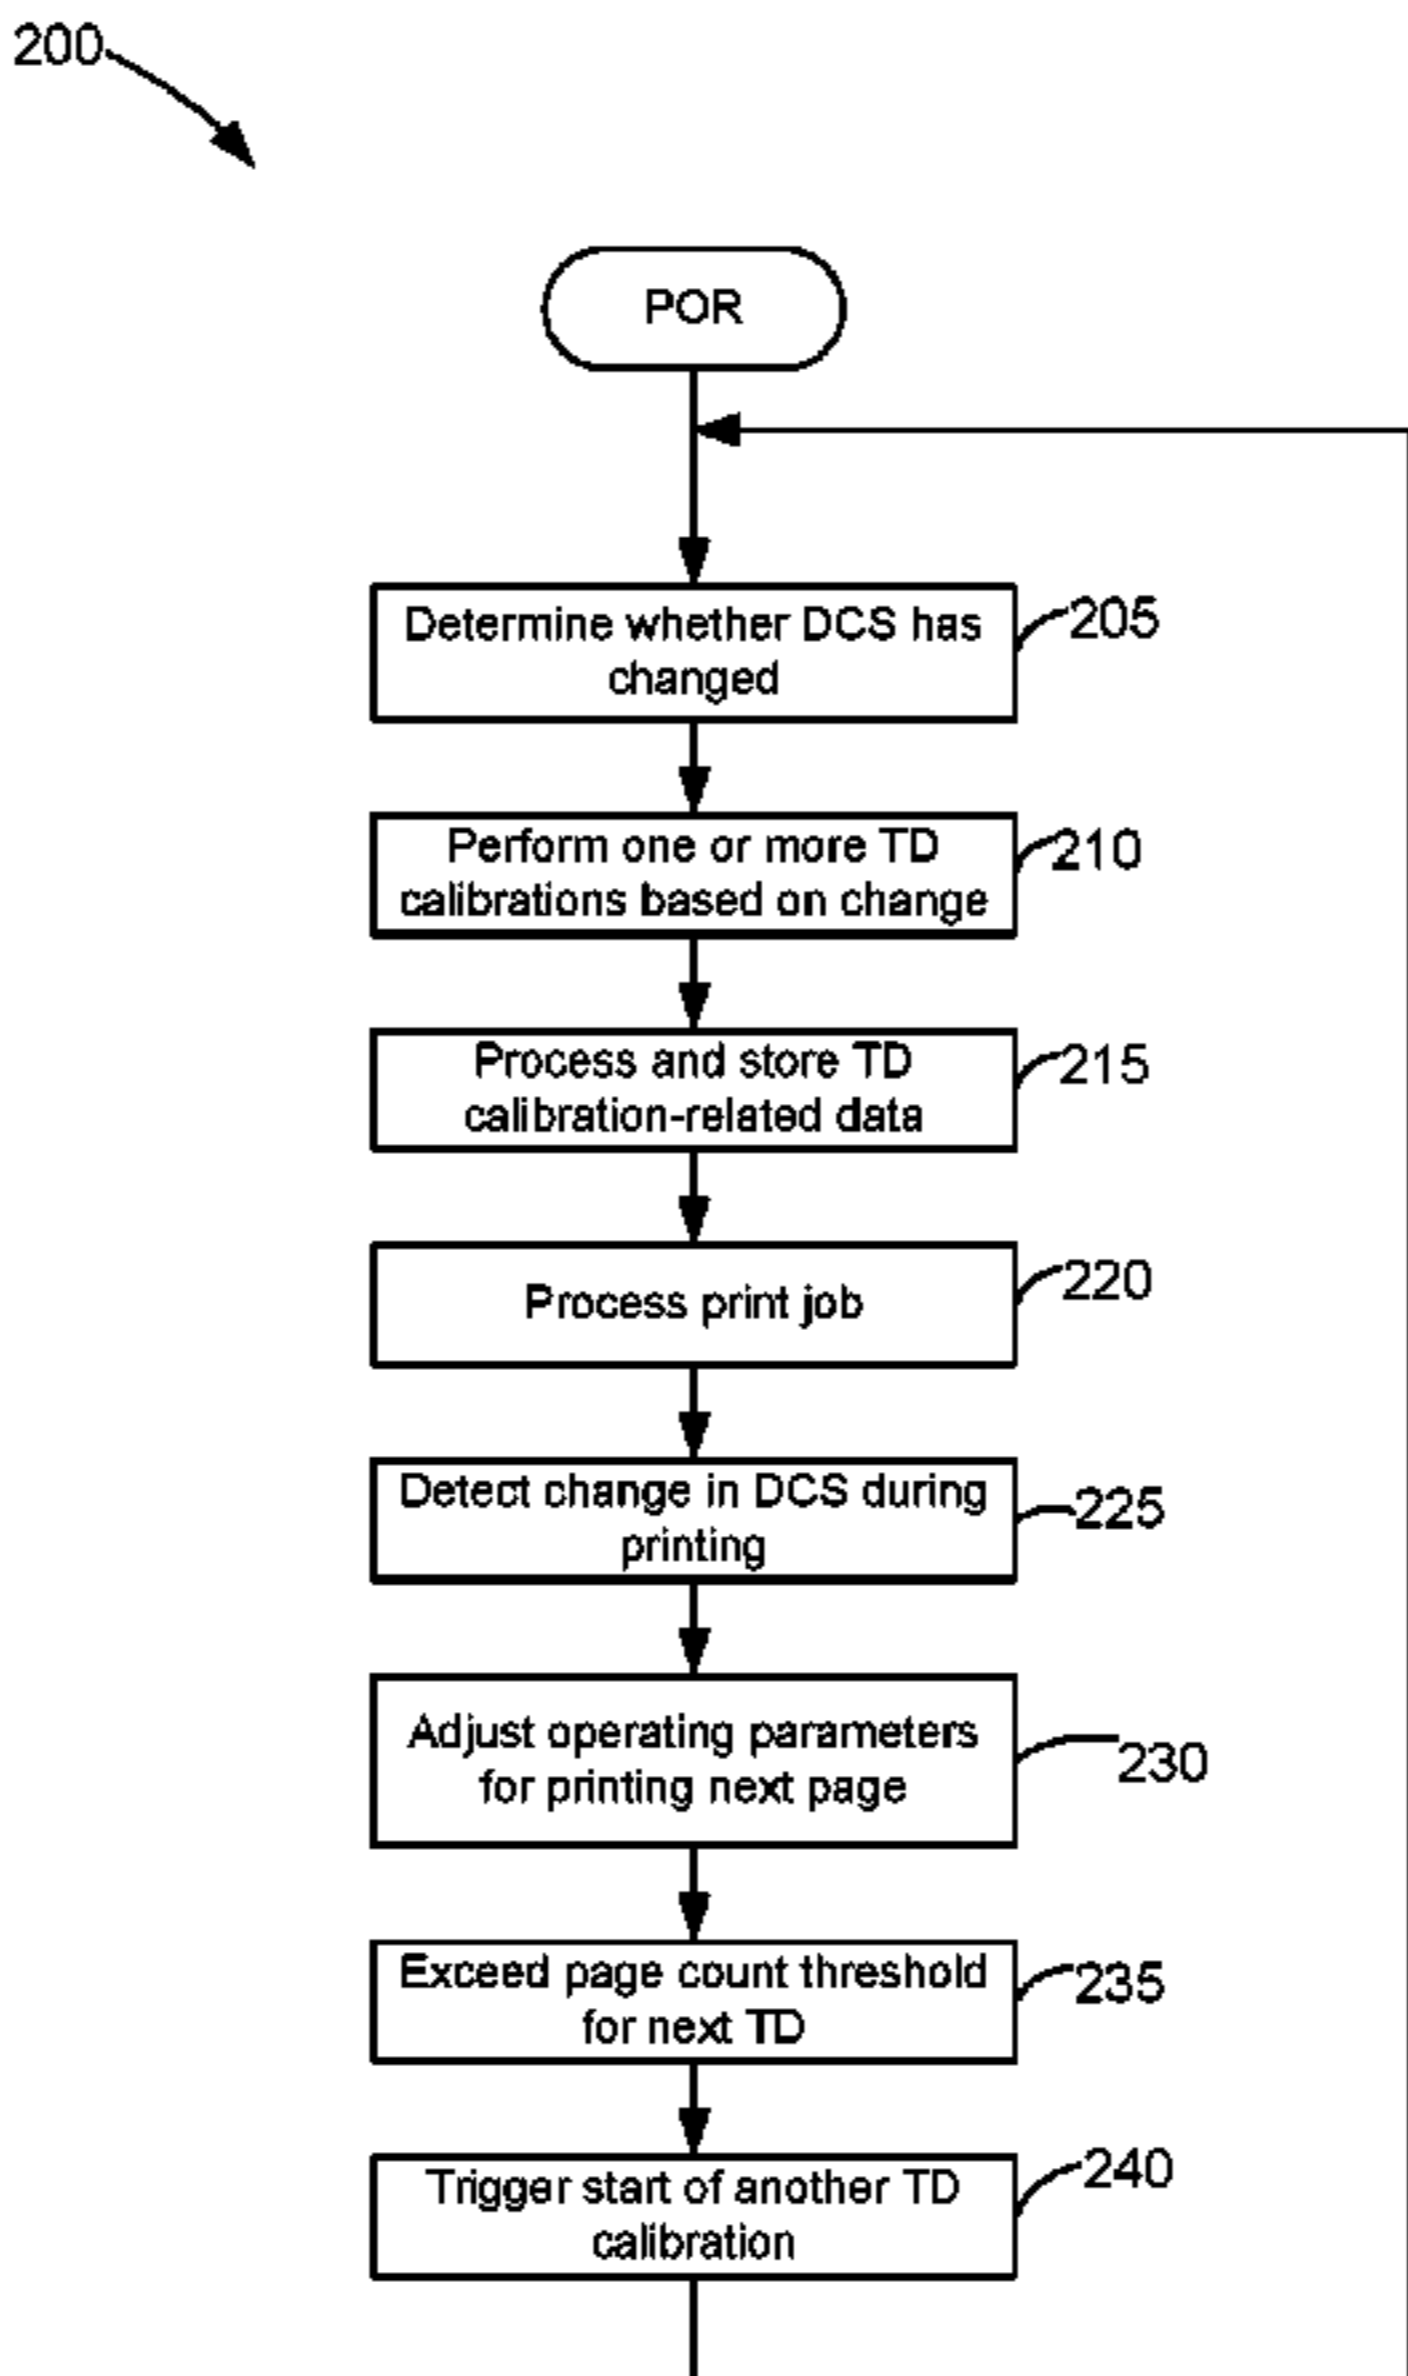 200
POR
Determine whether DCS has
changed
205
Perform one or more TD
calibrations based on change
210
Process and store TD
calibration-related data
215
Process print job
220
Detect change in DCS during
printing
225
Adjust operating parameters
for printing next page
230
Exceed page count threshold
for next TD
235
Trigger start of another TD
calibration
240